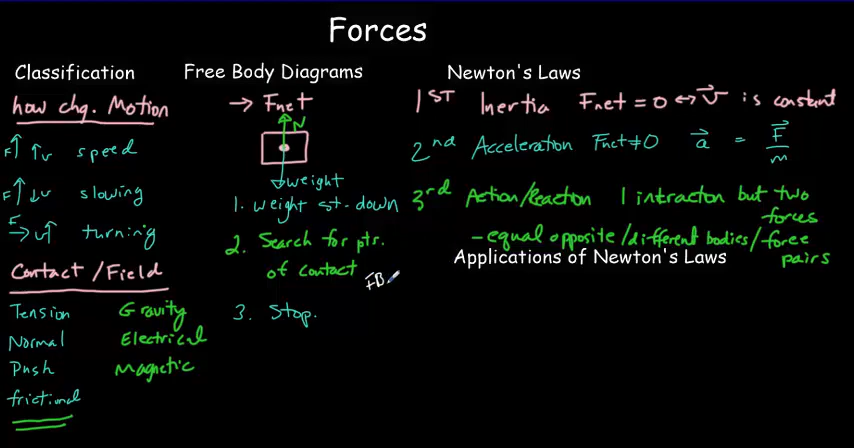 Forces
Classification
how chg. Motion
F↑ ↑v speed
F↑ ↓v slowing
F→ v↑ turning
Contact/Field
Tension Gravity
Normal Electrical
Push Magnetic
frictional
Free Body Diagrams
→ Fnet
N
weight
1. weight st. down
2. Search for pts.
of contact
FB
3. Stop.
Newton's Laws
1ST Inertia Fnet = 0 ↔ v⃗ is constant
2nd Acceleration Fnet ≠ 0 a⃗ = F⃗/m
3rd Action/Reaction 1 interaction but two
forces
- equal opposite/different bodies/force
pairs
Applications of Newton's Laws